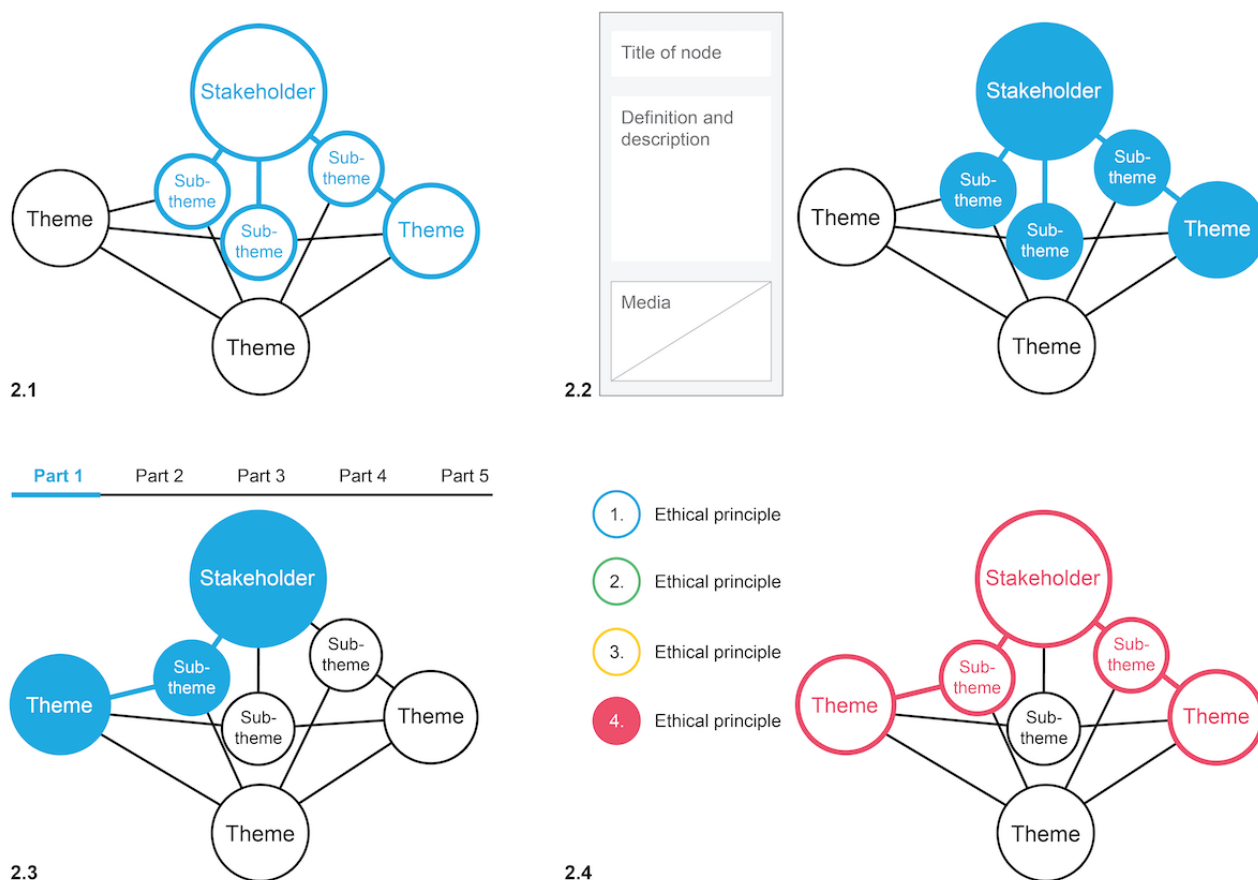 Stakeholder
Sub-
theme
Sub-
theme
Sub-
theme
Theme
Theme
Theme
2.1
Title of node
Definition and
description
Media
Stakeholder
Sub-
theme
Sub-
theme
Sub-
theme
Theme
Theme
Theme
2.2
Part 1 Part 2 Part 3 Part 4 Part 5
Stakeholder
Sub-
theme
Sub-
theme
Sub-
theme
Theme
Theme
Theme
2.3
1. Ethical principle
2. Ethical principle
3. Ethical principle
4. Ethical principle
Stakeholder
Sub-
theme
Sub-
theme
Sub-
theme
Theme
Theme
Theme
2.4